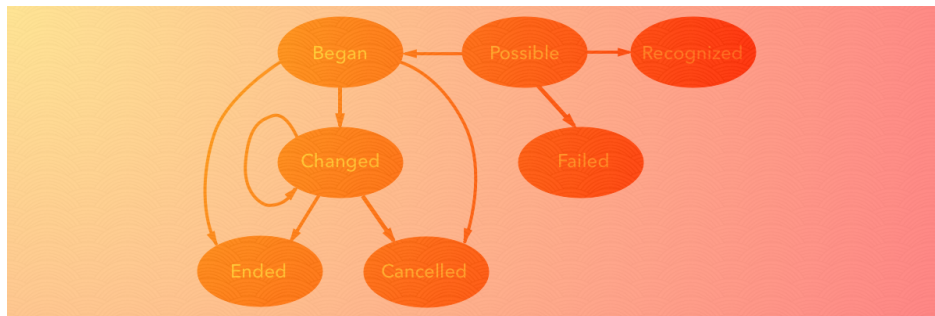 Began
Possible
Recognized
Changed
Failed
Ended
Cancelled